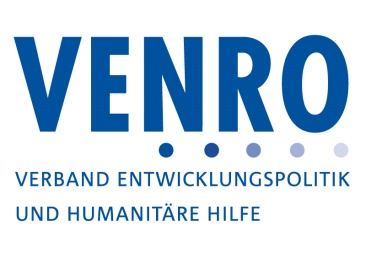 VENRO
VERBAND ENTWICKLUNGSPOLITIK
UND HUMANITÄRE HILFE